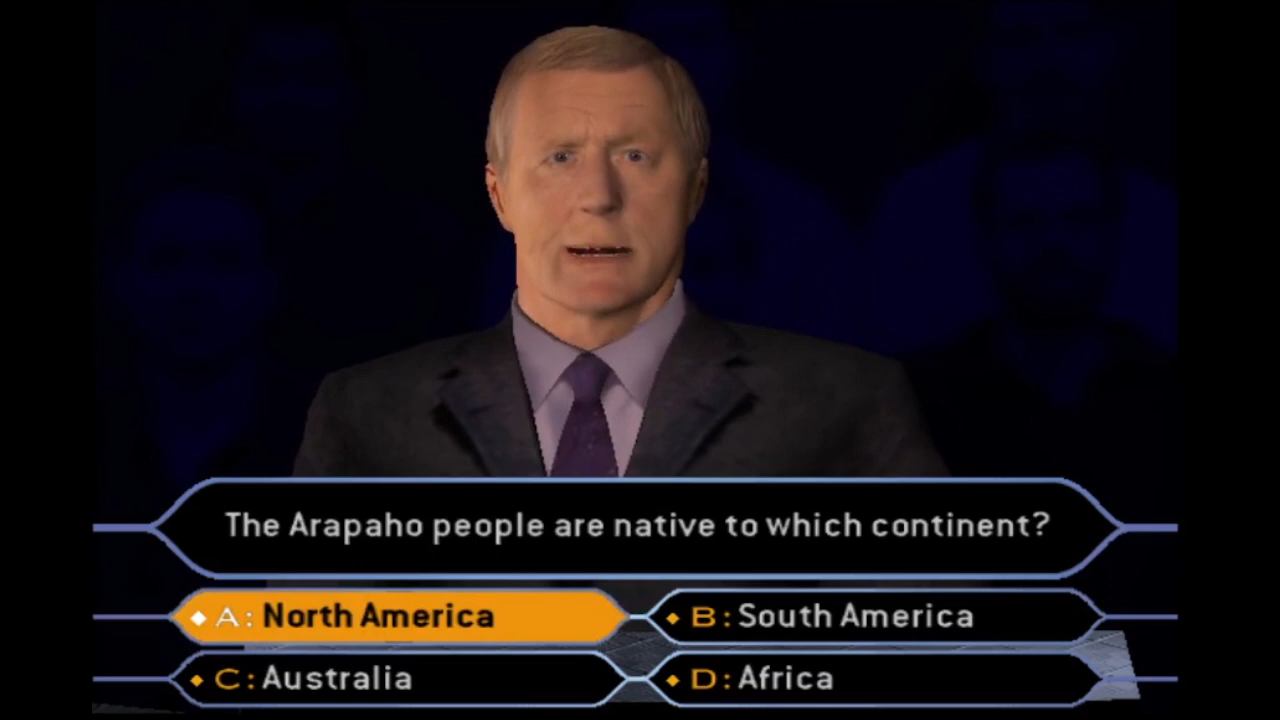 The Arapaho people are native to which continent?
A: North America
B: South America
C: Australia
D: Africa